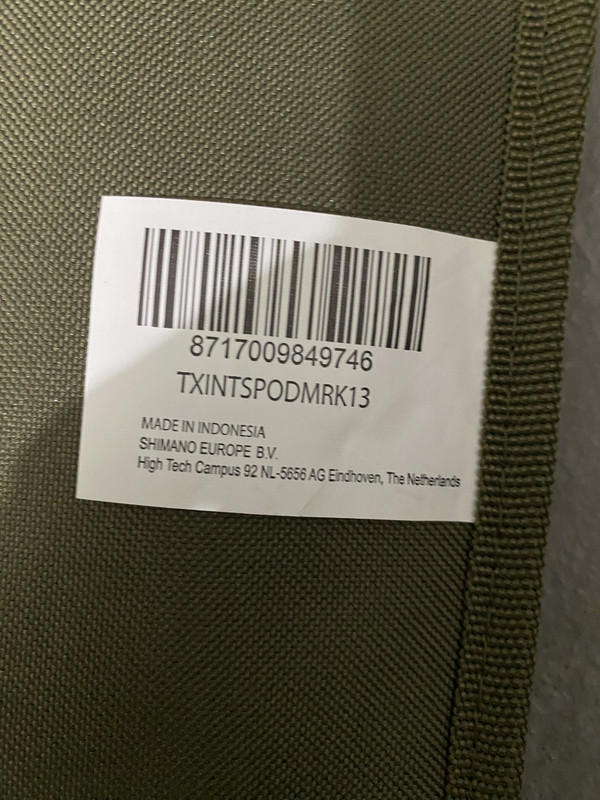 8717009849746
TXINTSPODMRK13
MADE IN INDONESIA
SHIMANO EUROPE B.V.
High Tech Campus 92 NL-5656 AG Eindhoven, The Netherlands